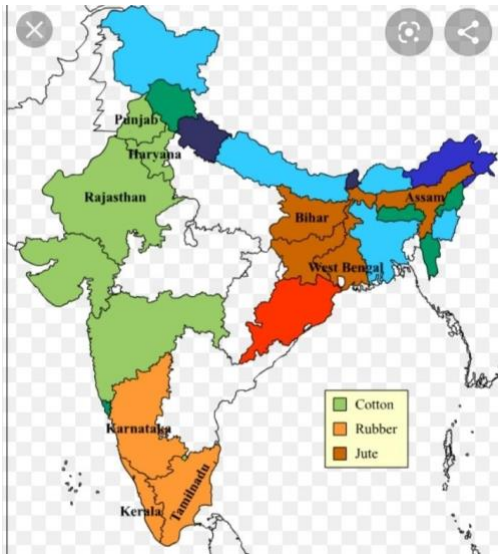 Punjab
Haryana
Rajasthan
Bihar
Assam
West Bengal
Karnataka
Kerala
Tamilnadu
Cotton
Rubber
Jute